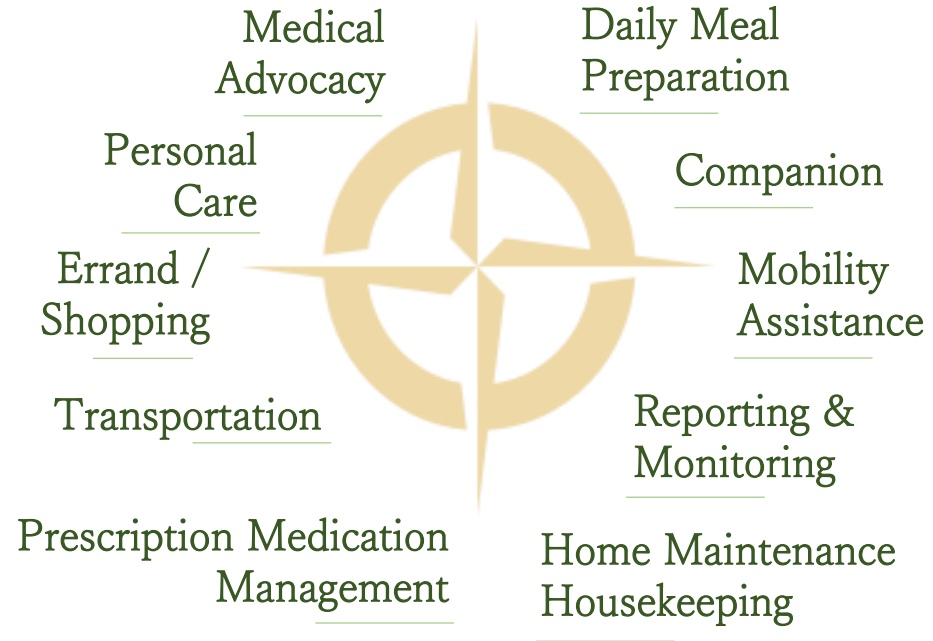 Medical
Advocacy
Personal
Care
Errand /
Shopping
Transportation
Prescription Medication
Management
Daily Meal
Preparation
Companion
Mobility
Assistance
Reporting &
Monitoring
Home Maintenance
Housekeeping